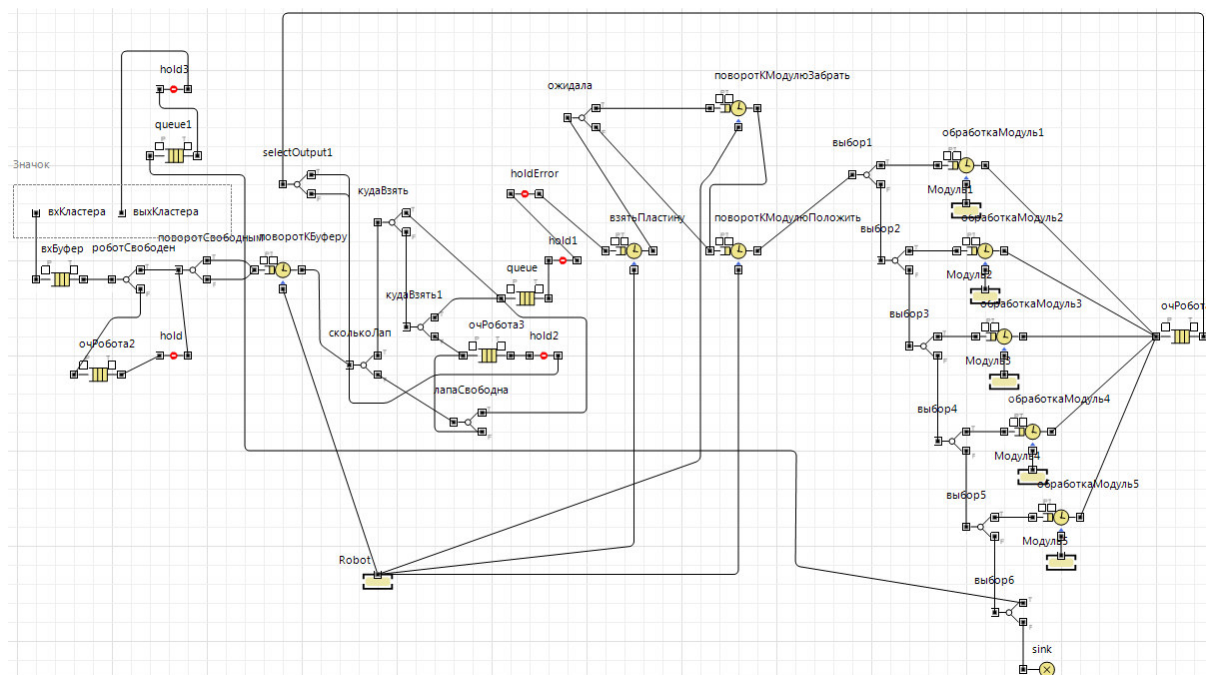 hold3
queue1
Значок
вхКластера
выхКластера
вхБуфер
роботСвободен
поворотСвободным
поворотКБуферу
очРобота2
hold
selectOutput1
кудаВзять
кудаВзять1
сколькоЛап
лапаСвободна
очРобота3
hold2
queue
hold1
holdError
ожидала
взятьПластину
поворотКМодулюЗабрать
поворотКМодулюПоложить
Robot
выбор1
обработкаМодуль1
Модуль1
выбор2
обработкаМодуль2
Модуль2
выбор3
обработкаМодуль3
Модуль3
выбор4
обработкаМодуль4
Модуль4
выбор5
обработкаМодуль5
Модуль5
выбор6
sink
очРобота